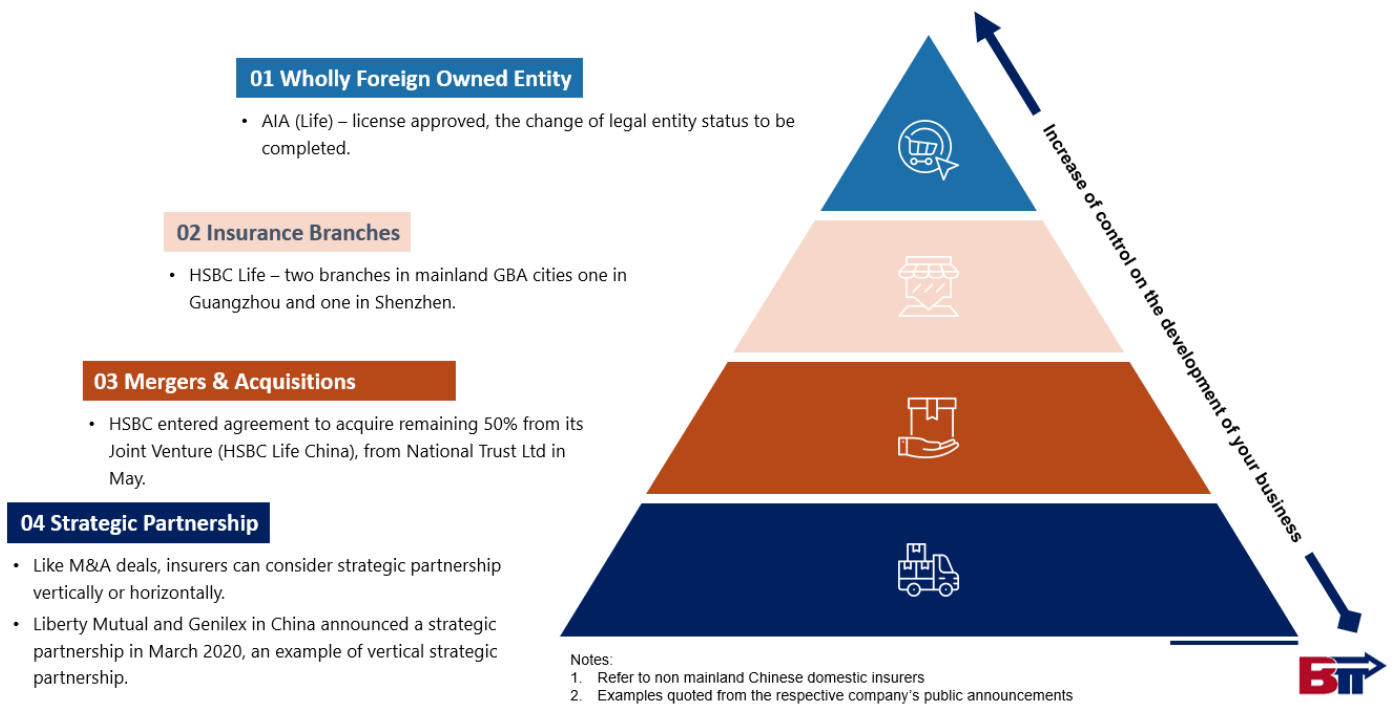 01 Wholly Foreign Owned Entity
• AIA (Life) – license approved, the change of legal entity status to be
completed.
02 Insurance Branches
• HSBC Life – two branches in mainland GBA cities one in
Guangzhou and one in Shenzhen.
03 Mergers & Acquisitions
• HSBC entered agreement to acquire remaining 50% from its
Joint Venture (HSBC Life China), from National Trust Ltd in
May.
04 Strategic Partnership
• Like M&A deals, insurers can consider strategic partnership
vertically or horizontally.
• Liberty Mutual and Genilex in China announced a strategic
partnership in March 2020, an example of vertical strategic
partnership.
Increase of control on the development of your business
Notes:
1. Refer to non mainland Chinese domestic insurers
2. Examples quoted from the respective company's public announcements